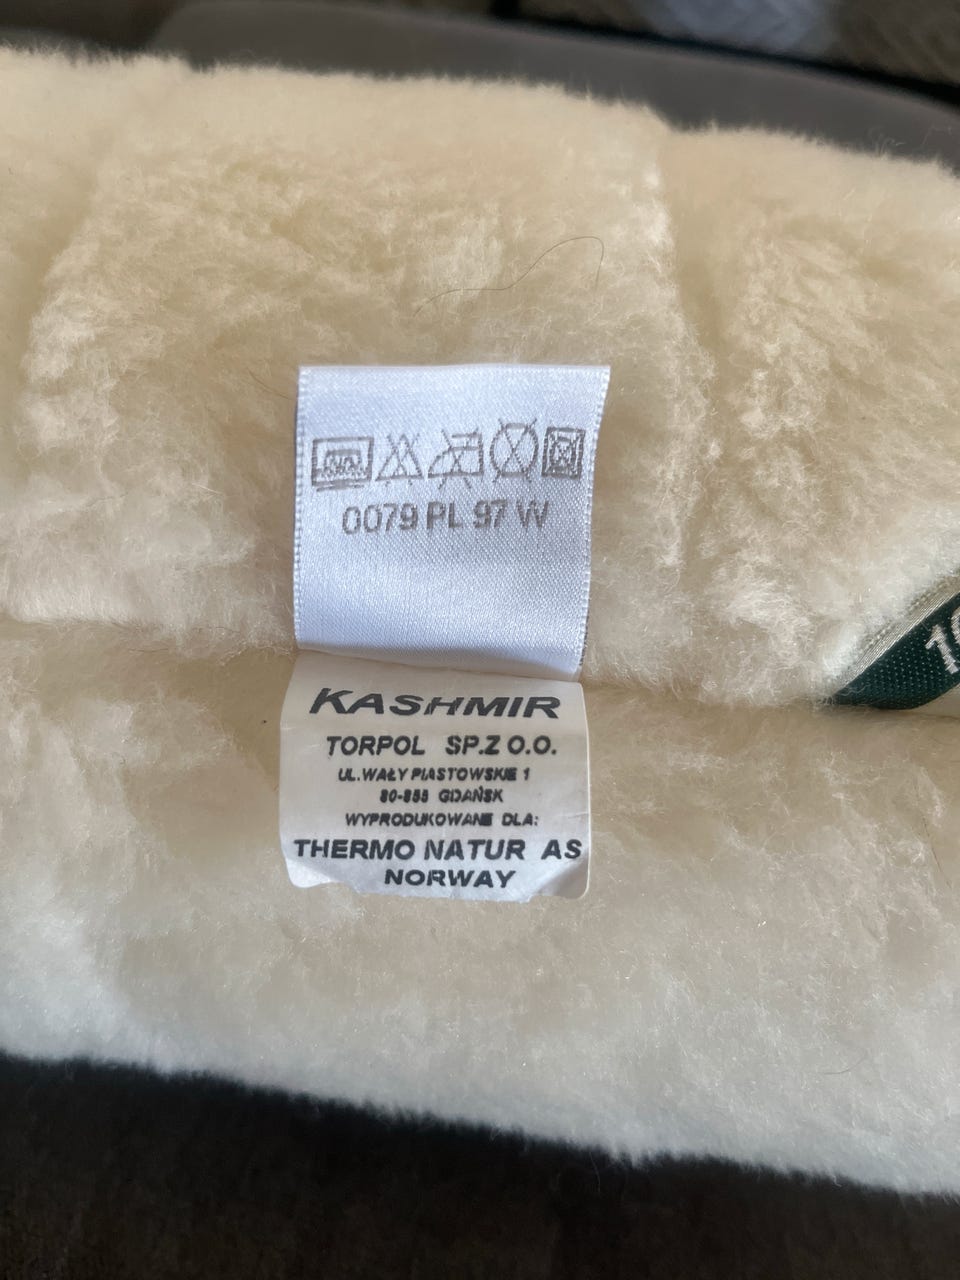 0079 PL 97 W
KASHMIR
TORPOL SP.Z O.O.
UL.WAŁY PIASTOWSKIE 1
80-855 GDAŃSK
WYPRODUKOWANE DLA:
THERMO NATUR AS
NORWAY